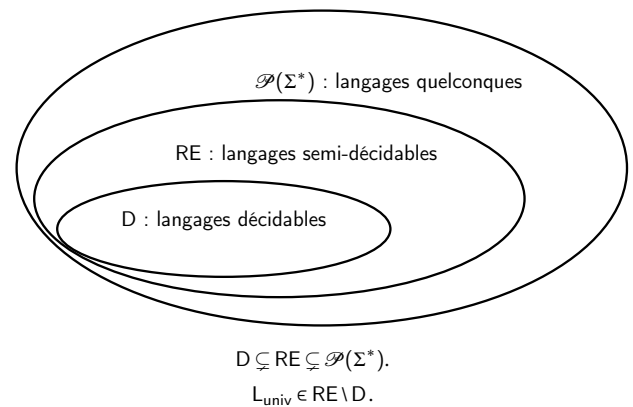 𝒫(Σ*) : langages quelconques
RE : langages semi-décidables
D : langages décidables
D ⊊ RE ⊊ 𝒫(Σ*).
L_univ ∈ RE \ D.